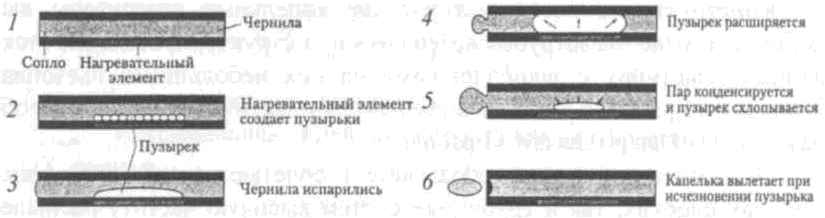 1
Чернила
Сопло Нагревательный
элемент
2
Нагревательный элемент
создает пузырьки
Пузырек
3
Чернила испарились
4
Пузырек расширяется
5
Пар конденсируется
и пузырек схлопывается
6
Капелька вылетает при
исчезновении пузырька